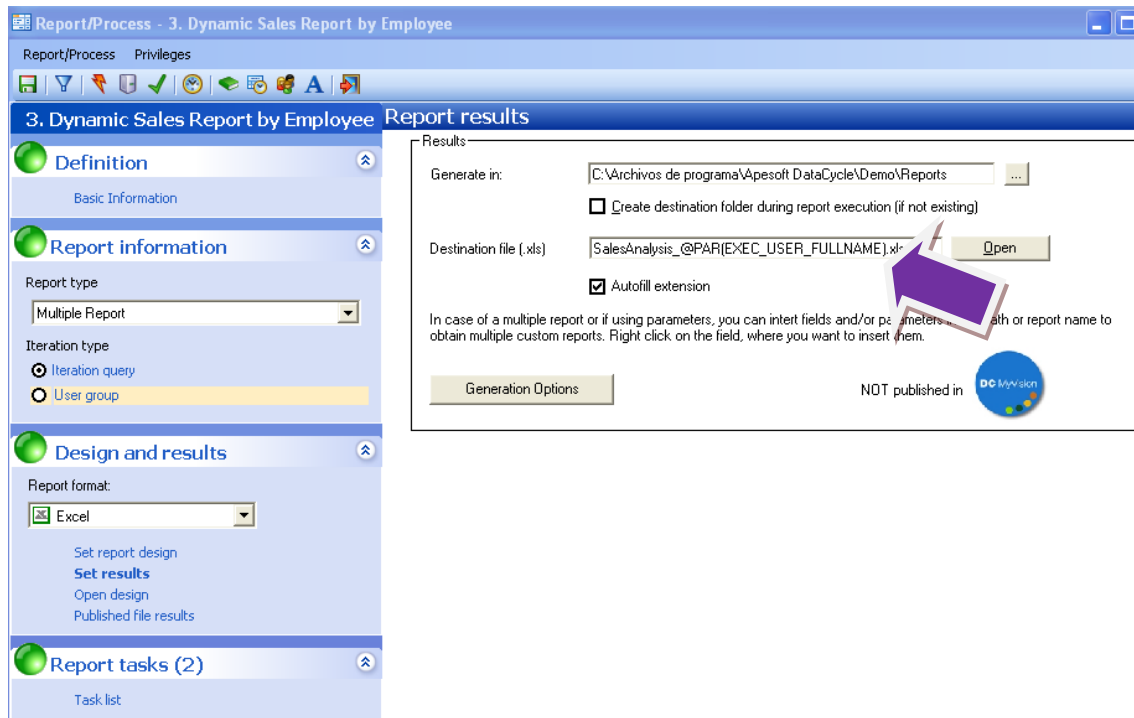 Report/Process - 3. Dynamic Sales Report by Employee
Report/Process Privileges
3. Dynamic Sales Report by Employee
Definition
Basic Information
Report information
Report type
Multiple Report
Iteration type
Iteration query
User group
Design and results
Report format:
Excel
Set report design
Set results
Open design
Published file results
Report tasks (2)
Task list
Report results
Results
Generate in:
C:\Archivos de programa\Apesoft DataCycle\Demo\Reports
...
Create destination folder during report execution (if not existing)
Destination file (.xls)
SalesAnalysis_@PAR(EXEC_USER_FULLNAME).xls
Open
Autofill extension
In case of a multiple report or if using parameters, you can intert fields and/or parameters ath or report name to
obtain multiple custom reports. Right click on the field, where you want to insert them.
Generation Options
NOT published in
DC MyVision